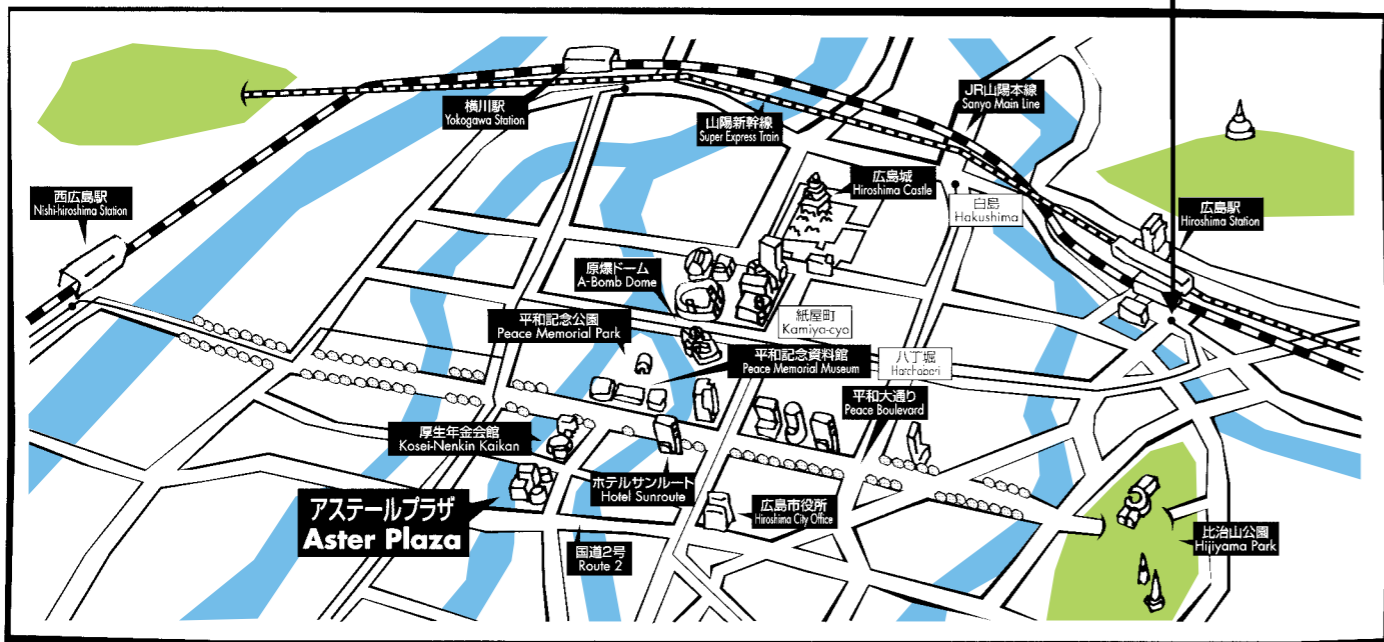 横川駅
Yokogawa Station
JR山陽本線
Sanyo Main Line
山陽新幹線
Super Express Train
西広島駅
Nishi-hiroshima Station
広島城
Hiroshima Castle
白島
Hakushima
広島駅
Hiroshima Station
原爆ドーム
A-Bomb Dome
紙屋町
Kamiya-cyo
平和記念公園
Peace Memorial Park
平和記念資料館
Peace Memorial Museum
八丁堀
Hatchobori
平和大通り
Peace Boulevard
厚生年金会館
Kosei-Nenkin Kaikan
ホテルサンルート
Hotel Sunroute
アステールプラザ
Aster Plaza
広島市役所
Hiroshima City Office
国道2号
Route 2
比治山公園
Hijiyama Park